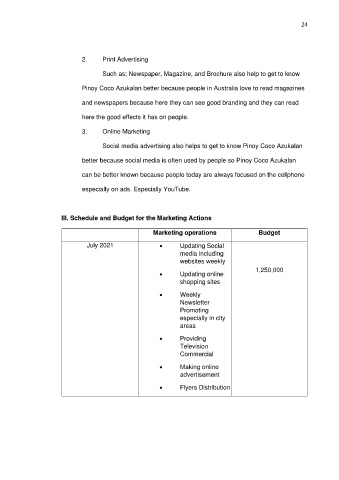 24
2. Print Advertising
Such as; Newspaper, Magazine, and Brochure also help to get to know
Pinoy Coco Azukalan better because people in Australia love to read magazines
and newspapers because here they can see good branding and they can read
here the good effects it has on people.
3. Online Marketing
Social media advertising also helps to get to know Pinoy Coco Azukalan
better because social media is often used by people so Pinoy Coco Azukalan
can be better known because people today are always focused on the cellphone
especially on ads. Especially YouTube.
III. Schedule and Budget for the Marketing Actions
Marketing operations Budget
July 2021
• Updating Social
media including
websites weekly
• Updating online
shopping sites
• Weekly
Newsletter
Promoting
especially in city
areas
• Providing
Television
Commercial
• Making online
advertisement
• Flyers Distribution
1,250,000